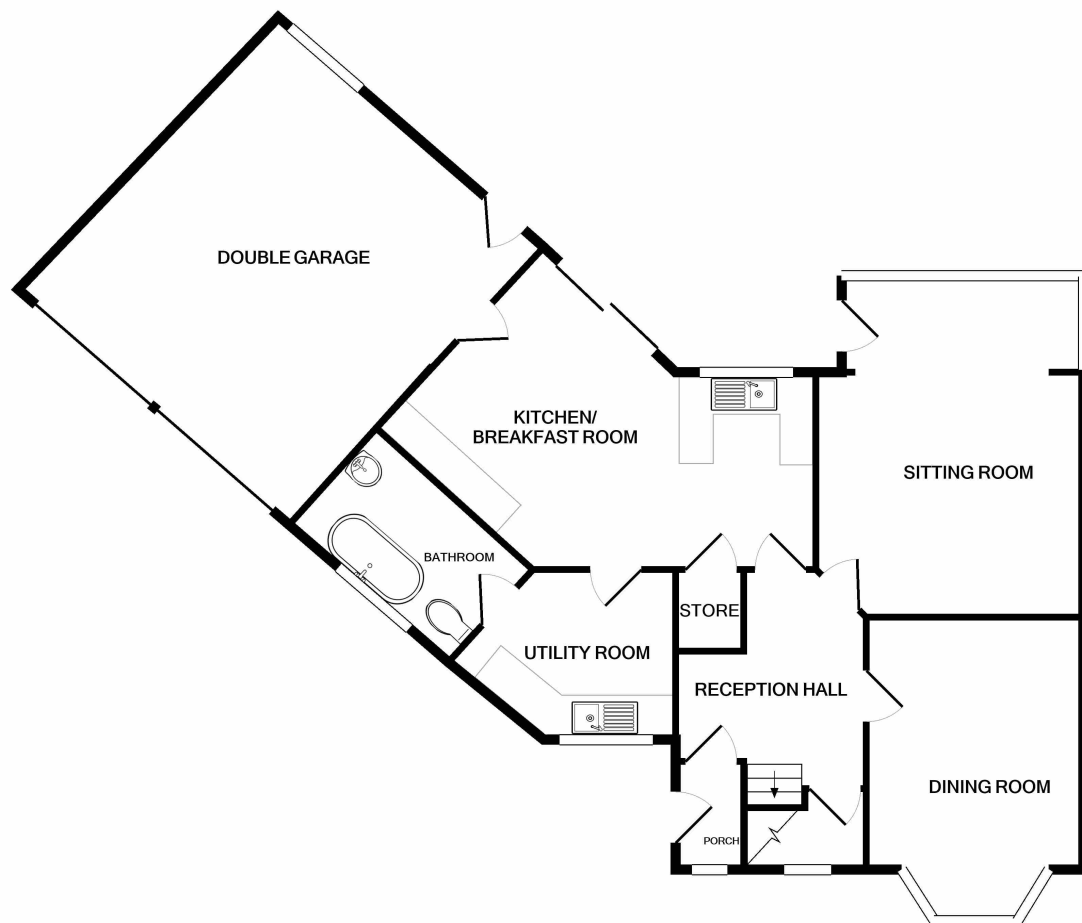 DOUBLE GARAGE
KITCHEN/
BREAKFAST ROOM
SITTING ROOM
BATHROOM
STORE
UTILITY ROOM
RECEPTION HALL
DINING ROOM
PORCH